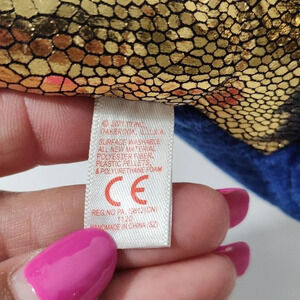 © TY INC.
OAKBROOK, IL., U.S.A.
SURFACE WASHABLE
ALL NEW MATERIAL
POLYESTER FIBER,
PLASTIC PELLETS,
& POLYURETHANE FOAM
CE
REG.NO PA.
HANDMADE IN CHINA (SZ)